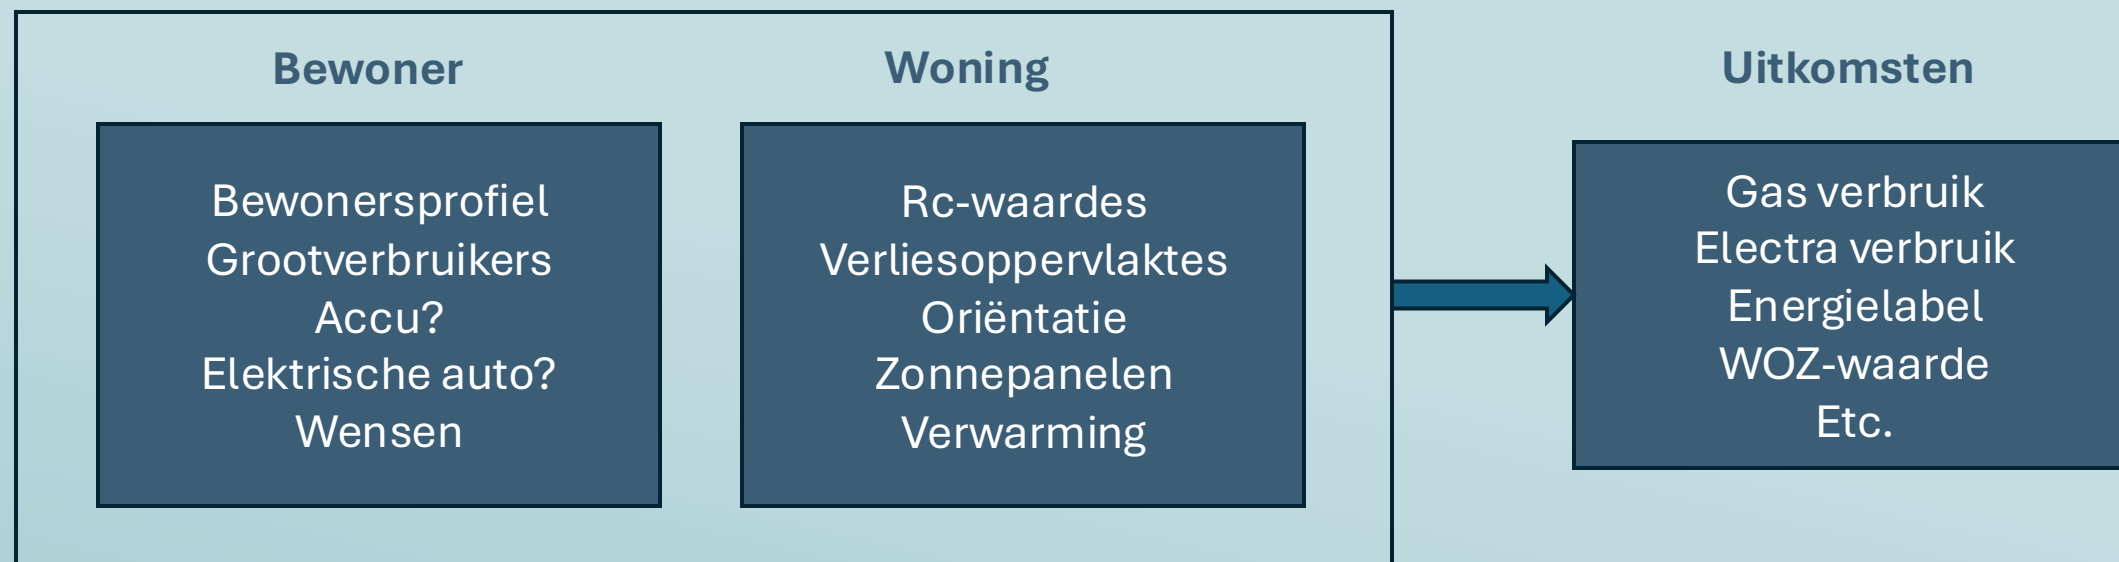 Bewoner
Bewonersprofiel
Grootverbruikers
Accu?
Elektrische auto?
Wensen
Woning
Rc-waardes
Verliesoppervlaktes
Oriëntatie
Zonnepanelen
Verwarming
Uitkomsten
Gas verbruik
Electra verbruik
Energielabel
WOZ-waarde
Etc.